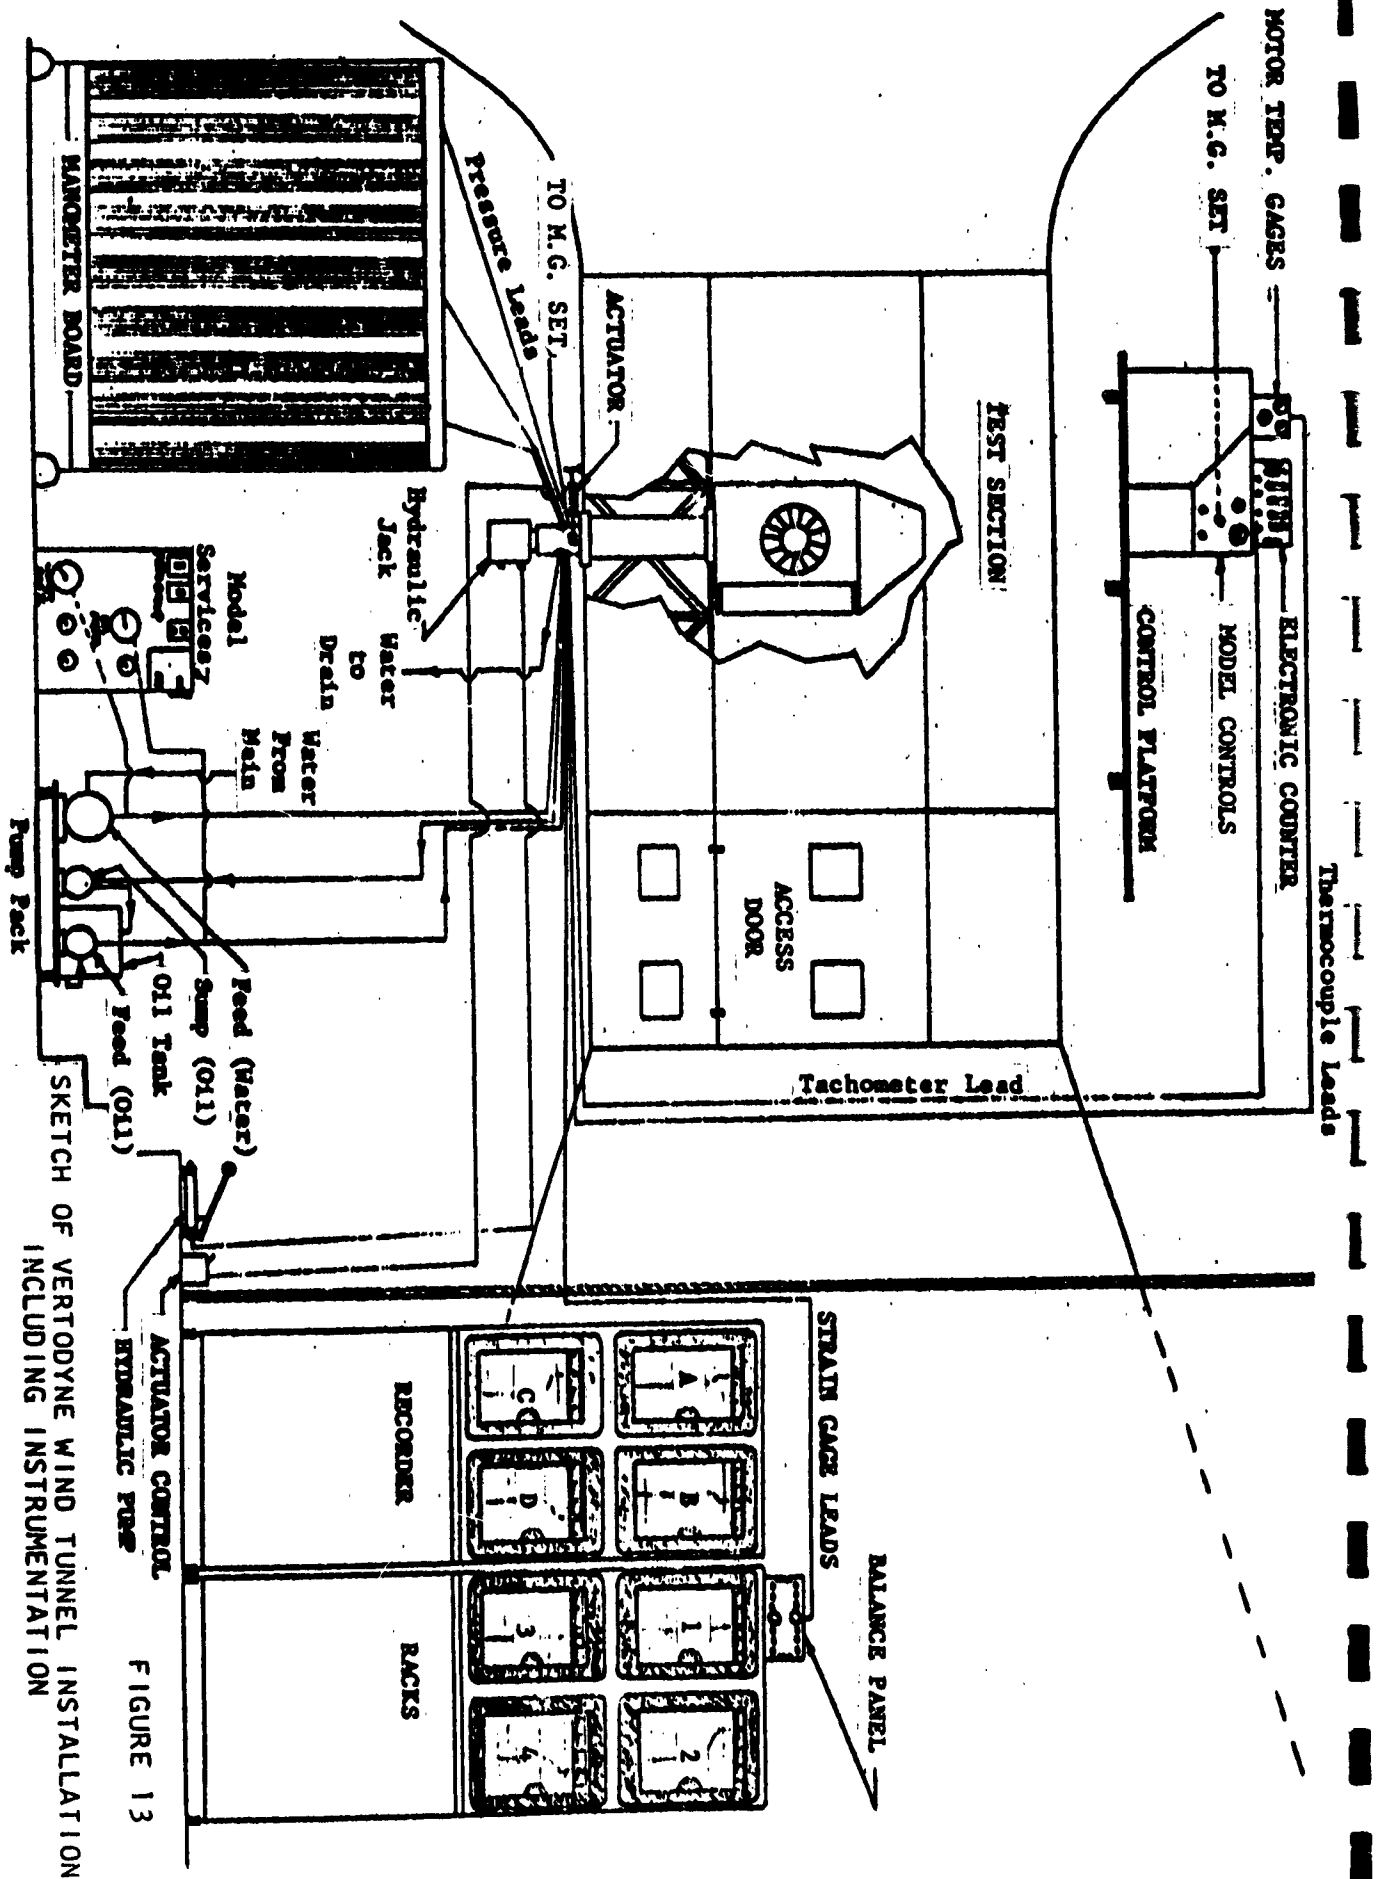 Thermocouple Leads
MOTOR TEMP. GAGES
ELECTRONIC COUNTER
TO M.G. SET
MODEL CONTROLS
CONTROL PLATFORM
TEST SECTION
Tachometer Lead
ACCESS
DOOR
STRAIN GAGE LEADS
BALANCE PANEL
ACTUATOR
TO M.G. SET
Pressure Leads
A
B
1
2
C
D
3
4
RECORDER
RACKS
Hydraulic
Jack
Water
to
Drain
Model
Services
Water
From
Main
Feed (Water)
Sump (Oil)
Oil Tank
Feed (Oil)
MANOMETER BOARD
Pump Pack
ACTUATOR CONTROL
HYDRAULIC PUMP
FIGURE 13
SKETCH OF VERTODYNE WIND TUNNEL INSTALLATION
INCLUDING INSTRUMENTATION